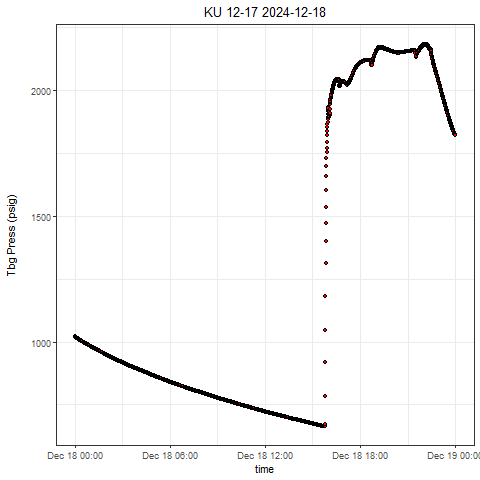 KU 12-17 2024-12-18
Tbg Press (psig)
2000
1500
1000
Dec 18 00:00 Dec 18 06:00 Dec 18 12:00 Dec 18 18:00 Dec 19 00:00
time